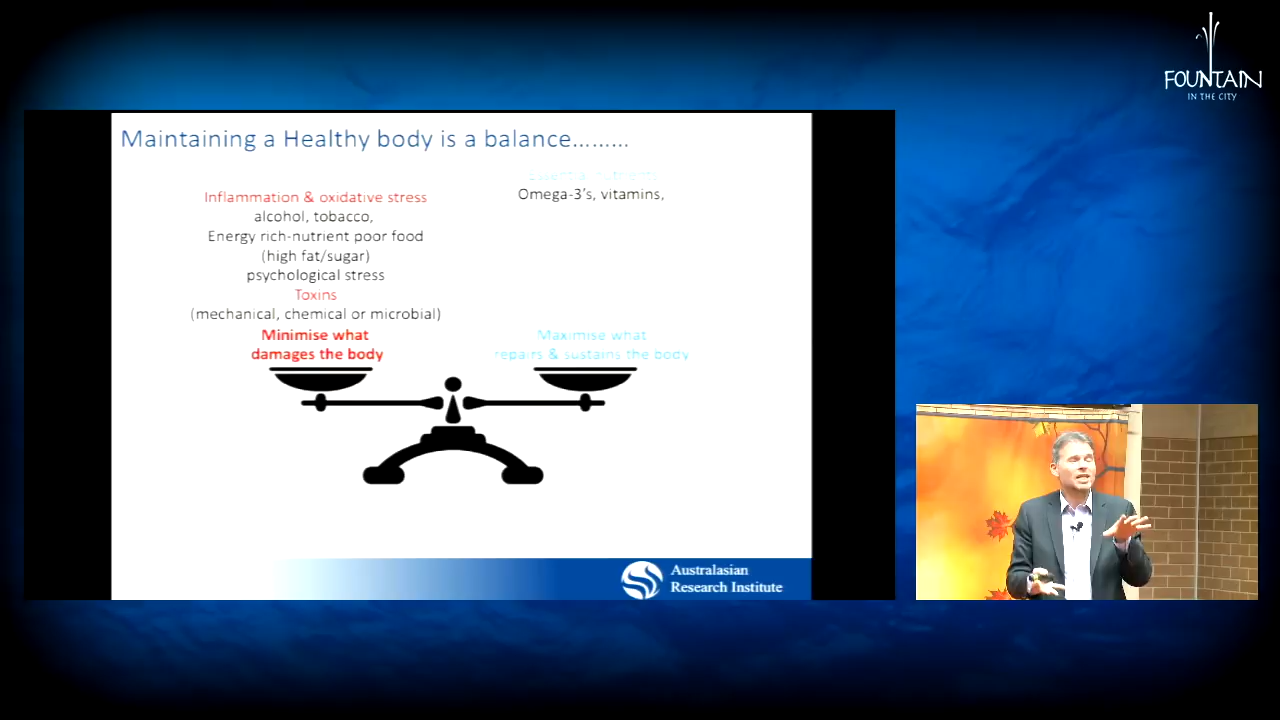 FOUNTAIN
IN THE CITY
Maintaining a Healthy body is a balance.........
Inflammation & oxidative stress
alcohol, tobacco,
Energy rich-nutrient poor food
(high fat/sugar)
psychological stress
Toxins
(mechanical, chemical or microbial)
Minimise what
damages the body
Essential nutrients
Omega-3's, vitamins,
Maximise what
repairs & sustains the body
Australasian
Research Institute